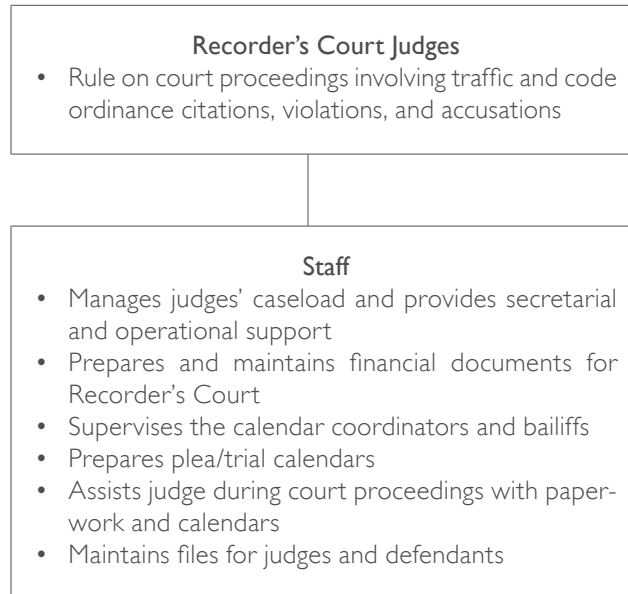 Recorder’s Court Judges
• Rule on court proceedings involving traffic and code
ordinance citations, violations, and accusations
Staff
• Manages judges’ caseload and provides secretarial
and operational support
• Prepares and maintains financial documents for
Recorder’s Court
• Supervises the calendar coordinators and bailiffs
• Prepares plea/trial calendars
• Assists judge during court proceedings with paper-
work and calendars
• Maintains files for judges and defendants